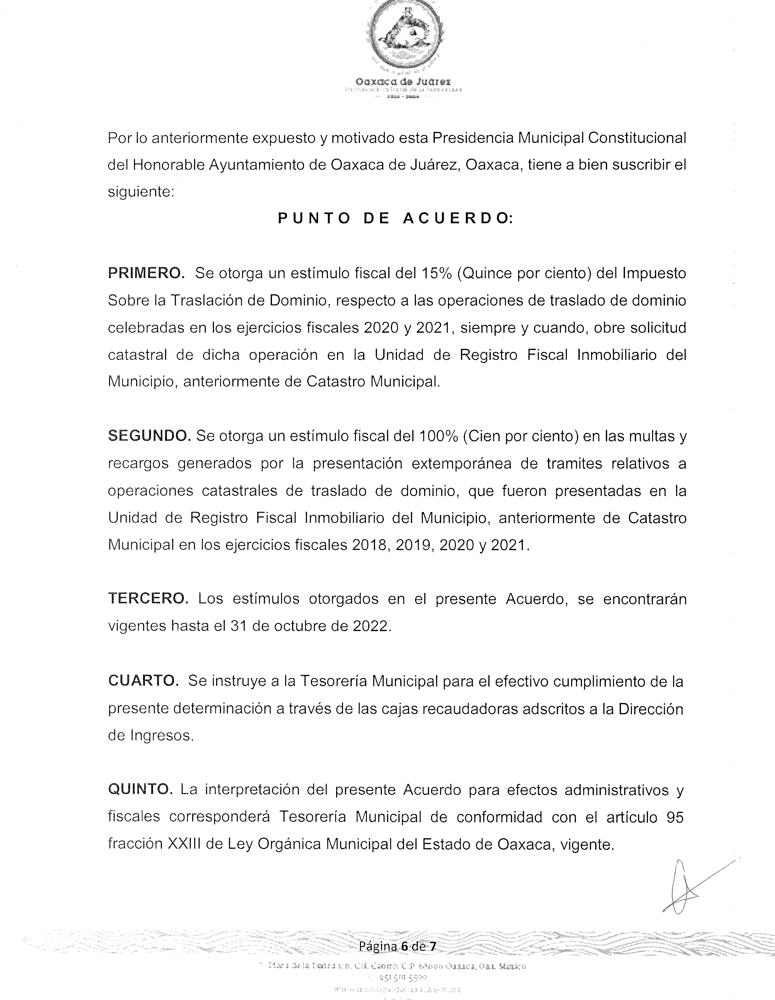 Oaxaca de Juárez
Por lo anteriormente expuesto y motivado esta Presidencia Municipal Constitucional
del Honorable Ayuntamiento de Oaxaca de Juárez, Oaxaca, tiene a bien suscribir el
siguiente:
PUNTO DE ACUERDO:
PRIMERO. Se otorga un estímulo fiscal del 15% (Quince por ciento) del Impuesto
Sobre la Traslación de Dominio, respecto a las operaciones de traslado de dominio
celebradas en los ejercicios fiscales 2020 y 2021, siempre y cuando, obre solicitud
catastral de dicha operación en la Unidad de Registro Fiscal Inmobiliario del
Municipio, anteriormente de Catastro Municipal.
SEGUNDO. Se otorga un estímulo fiscal del 100% (Cien por ciento) en las multas y
recargos generados por la presentación extemporánea de tramites relativos a
operaciones catastrales de traslado de dominio, que fueron presentadas en la
Unidad de Registro Fiscal Inmobiliario del Municipio, anteriormente de Catastro
Municipal en los ejercicios fiscales 2018, 2019, 2020 y 2021.
TERCERO. Los estímulos otorgados en el presente Acuerdo, se encontrarán
vigentes hasta el 31 de octubre de 2022.
CUARTO. Se instruye a la Tesorería Municipal para el efectivo cumplimiento de la
presente determinación a través de las cajas recaudadoras adscritos a la Dirección
de Ingresos.
QUINTO. La interpretación del presente Acuerdo para efectos administrativos y
fiscales corresponderá Tesorería Municipal de conformidad con el artículo 95
fracción XXIII de Ley Orgánica Municipal del Estado de Oaxaca, vigente.
Página 6 de 7
Plaza de la Danza s/n, Col. Centro, C.P. 68000 Oaxaca, Oax. México